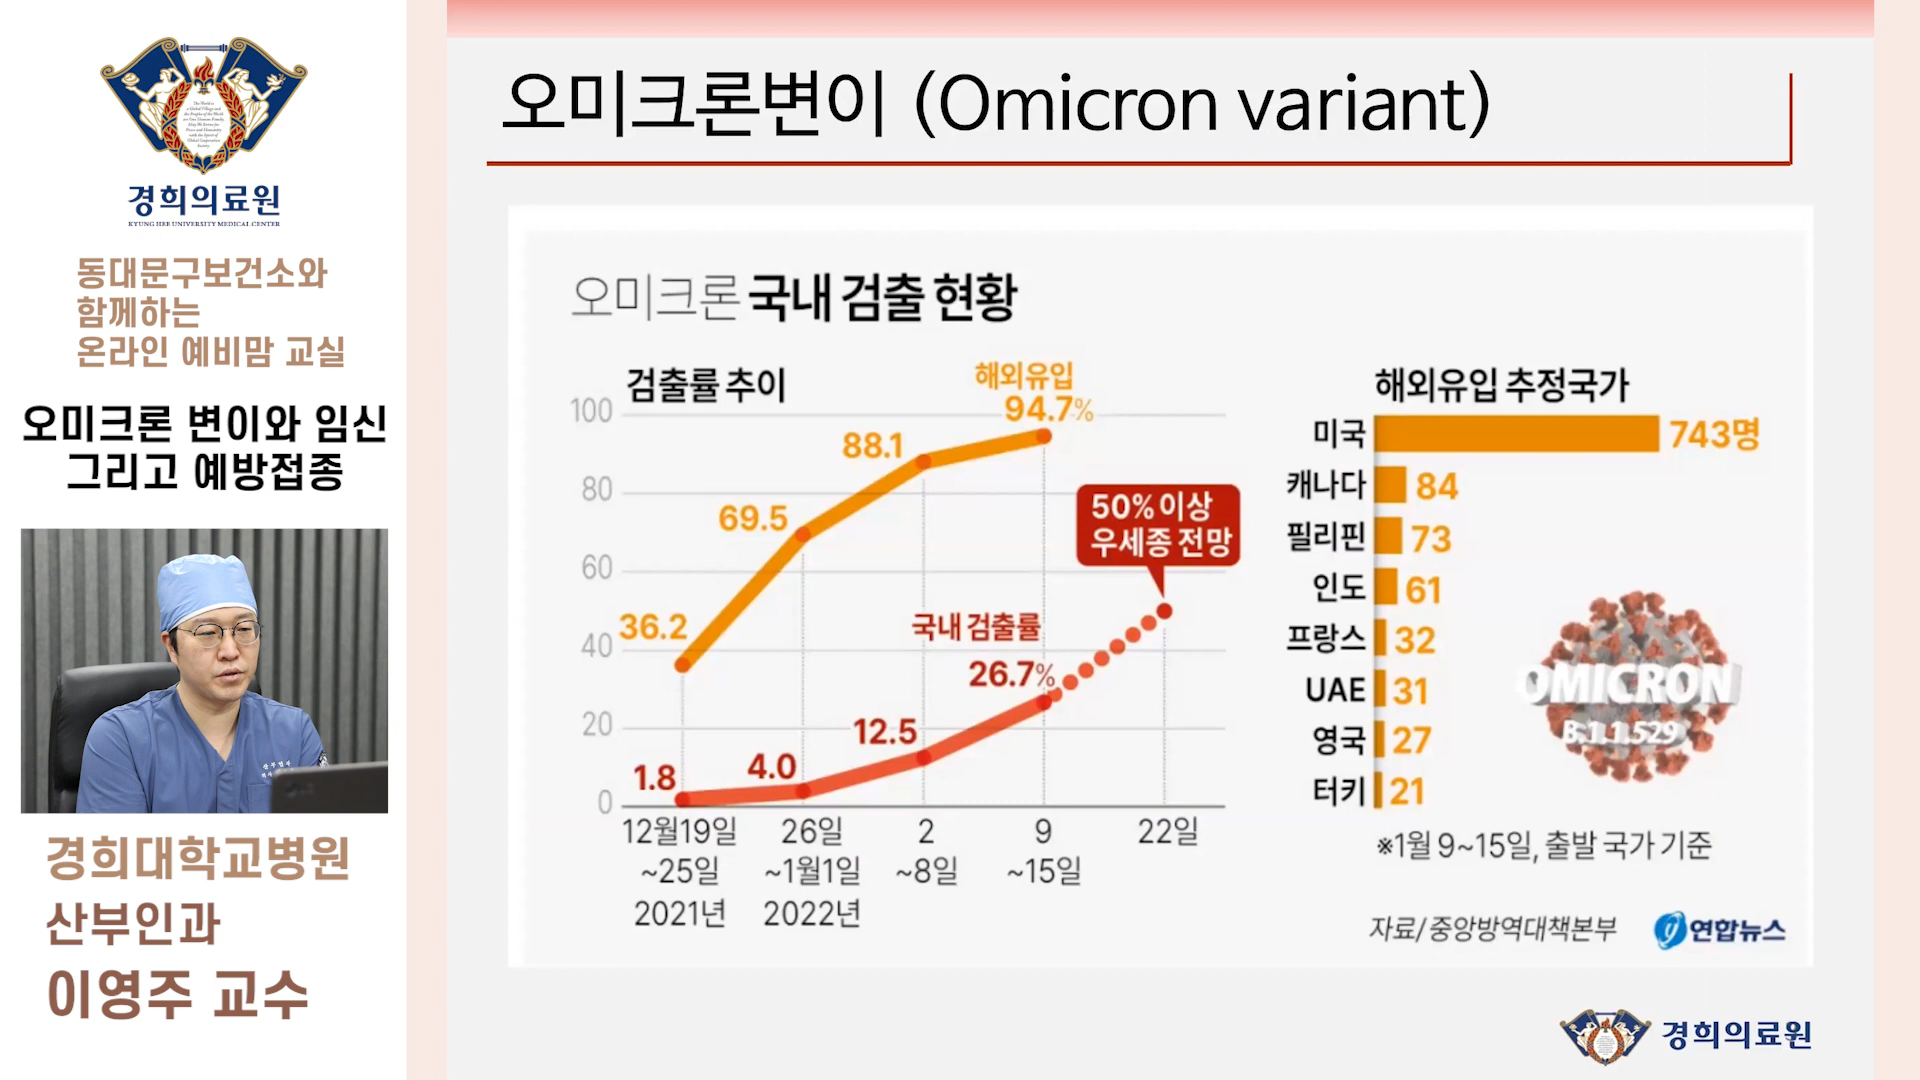 경희의료원
KYUNG HEE UNIVERSITY MEDICAL CENTER
동대문구보건소와
함께하는
온라인 예비맘 교실
오미크론 변이와 임신
그리고 예방접종
경희대학교병원
산부인과
이영주 교수
오미크론변이 (Omicron variant)
오미크론 국내 검출 현황
검출률 추이
해외유입
94.7%
88.1
69.5
36.2
50% 이상
우세종 전망
국내 검출률
26.7%
12.5
4.0
1.8
100
80
60
40
20
0
12월19일
~25일
2021년
26일
~1월1일
2022년
2
~8일
9
~15일
22일
해외유입 추정국가
미국 743명
캐나다 84
필리핀 73
인도 61
프랑스 32
UAE 31
영국 27
터키 21
OMICRON
B.1.1.529
※1월 9~15일, 출발 국가 기준
자료/중앙방역대책본부
연합뉴스
경희의료원